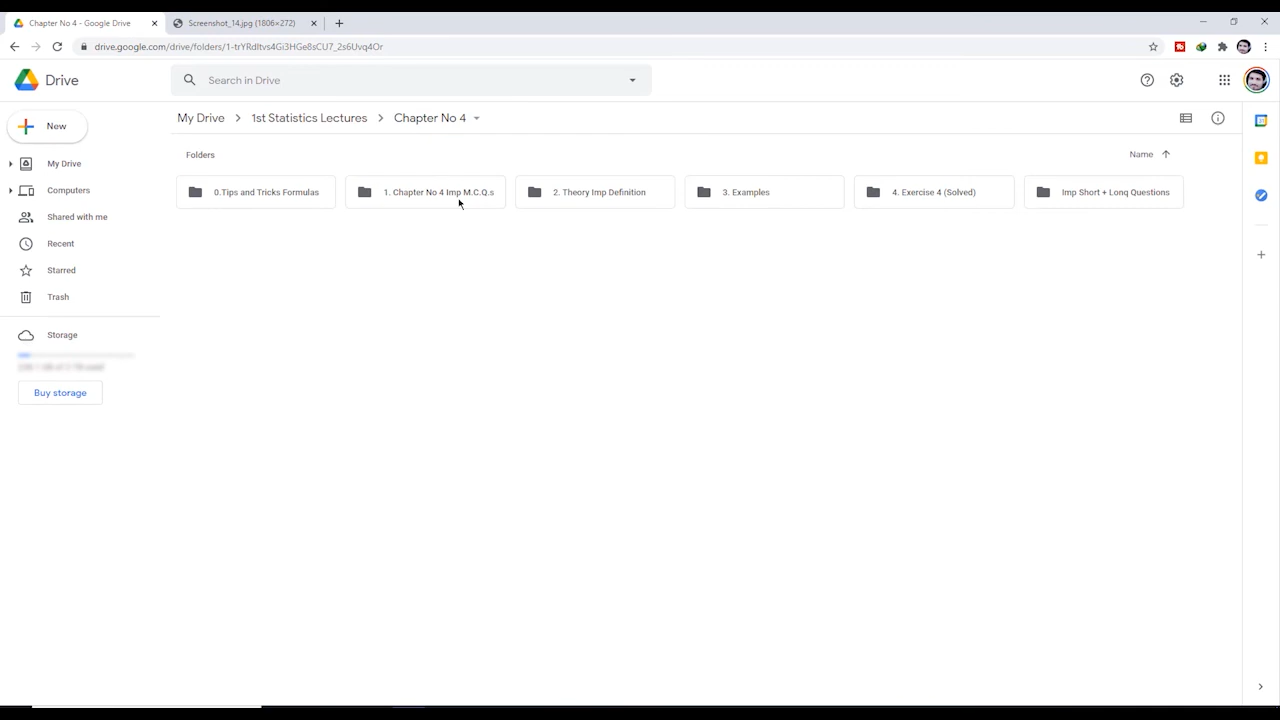 Chapter No 4 - Google Drive
Screenshot_14.jpg (1806×272)
drive.google.com/drive/folders/1-trYRdltvs4Gi3HGe8sCU7_2s6Uvq4Or
Drive
Search in Drive
New
My Drive
Computers
Shared with me
Recent
Starred
Trash
Storage
Buy storage
My Drive > 1st Statistics Lectures > Chapter No 4
Folders
Name
0.Tips and Tricks Formulas
1. Chapter No 4 Imp M.C.Q.s
2. Theory Imp Definition
3. Examples
4. Exercise 4 (Solved)
Imp Short + Lonq Questions